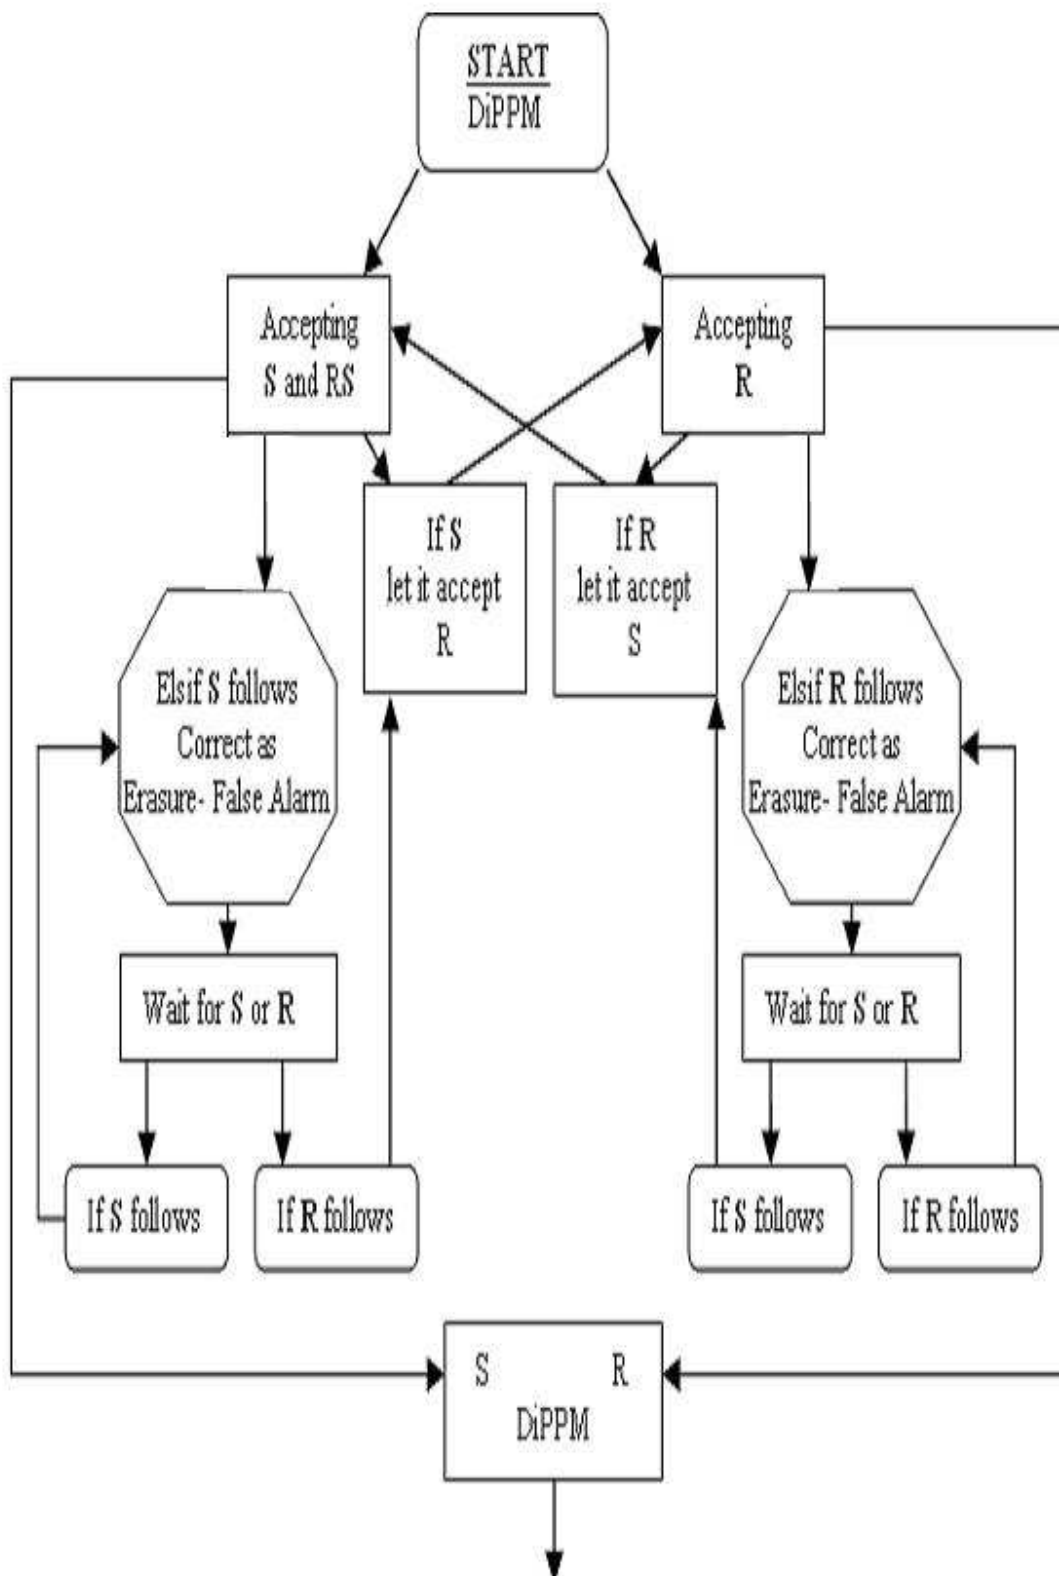 START
DiPPM
Accepting
S and RS
Accepting
R
If S
let it accept
R
If R
let it accept
S
Elsif S follows
Correct as
Erasure- False Alarm
Elsif R follows
Correct as
Erasure- False Alarm
Wait for S or R
Wait for S or R
If S follows
If R follows
If S follows
If R follows
S R
DiPPM